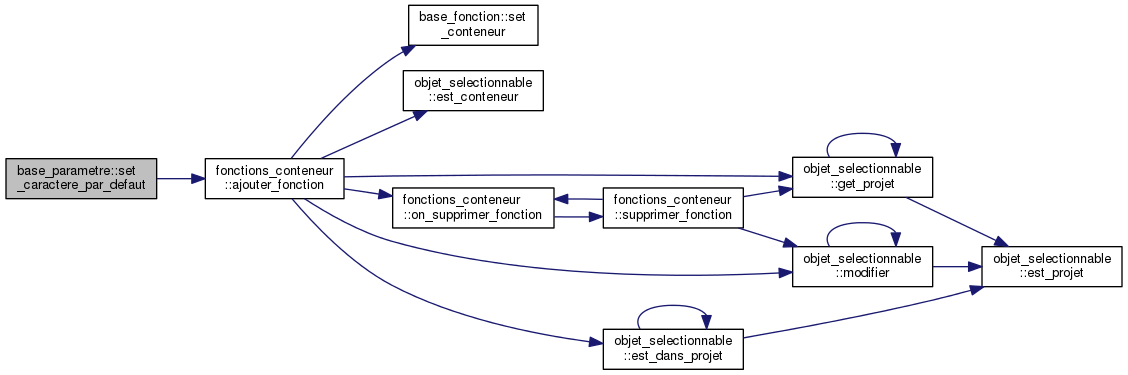 base_fonction::set
_conteneur
objet_selectionnable
::est_conteneur
base_parametre::set
_caractere_par_defaut
fonctions_conteneur
::ajouter_fonction
fonctions_conteneur
::on_supprimer_fonction
fonctions_conteneur
::supprimer_fonction
objet_selectionnable
::get_projet
objet_selectionnable
::modifier
objet_selectionnable
::est_projet
objet_selectionnable
::est_dans_projet